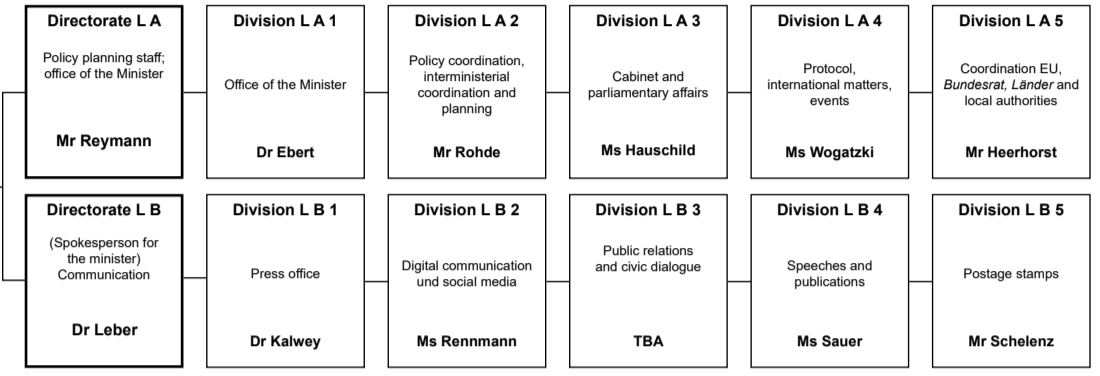 Directorate L A
Policy planning staff;
office of the Minister
Mr Reymann
Division L A 1
Office of the Minister
Dr Ebert
Division L A 2
Policy coordination,
interministerial
coordination and
planning
Mr Rohde
Division L A 3
Cabinet and
parliamentary affairs
Ms Hauschild
Division L A 4
Protocol,
international matters,
events
Ms Wogatzki
Division L A 5
Coordination EU,
Bundesrat, Länder and
local authorities
Mr Heerhorst
Directorate L B
(Spokesperson for
the minister)
Communication
Dr Leber
Division L B 1
Press office
Dr Kalwey
Division L B 2
Digital communication
und social media
Ms Rennmann
Division L B 3
Public relations
and civic dialogue
TBA
Division L B 4
Speeches and
publications
Ms Sauer
Division L B 5
Postage stamps
Mr Schelenz